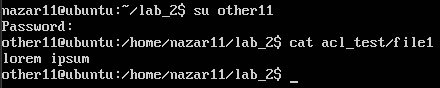 nazar11@ubuntu:~/lab_2$ su other11
Password:
other11@ubuntu:/home/nazar11/lab_2$ cat acl_test/file1
lorem ipsum
other11@ubuntu:/home/nazar11/lab_2$ _